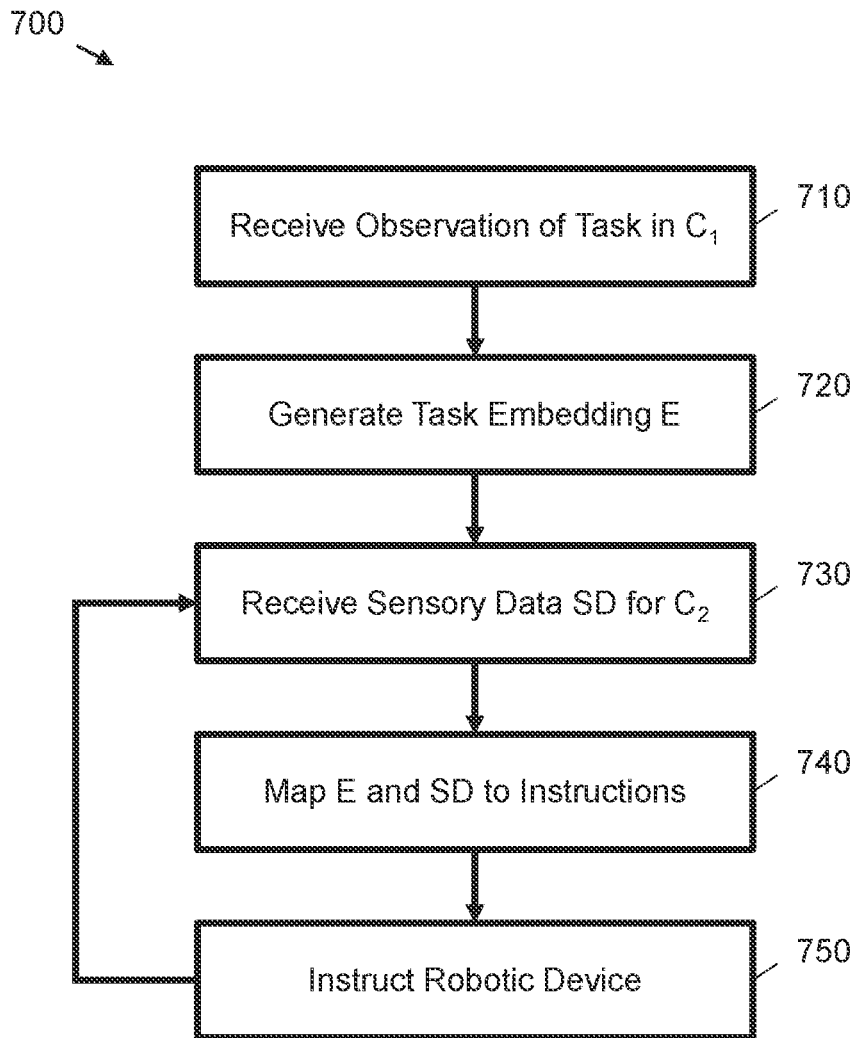 700
710
Receive Observation of Task in C₁
720
Generate Task Embedding E
730
Receive Sensory Data SD for C₂
740
Map E and SD to Instructions
750
Instruct Robotic Device